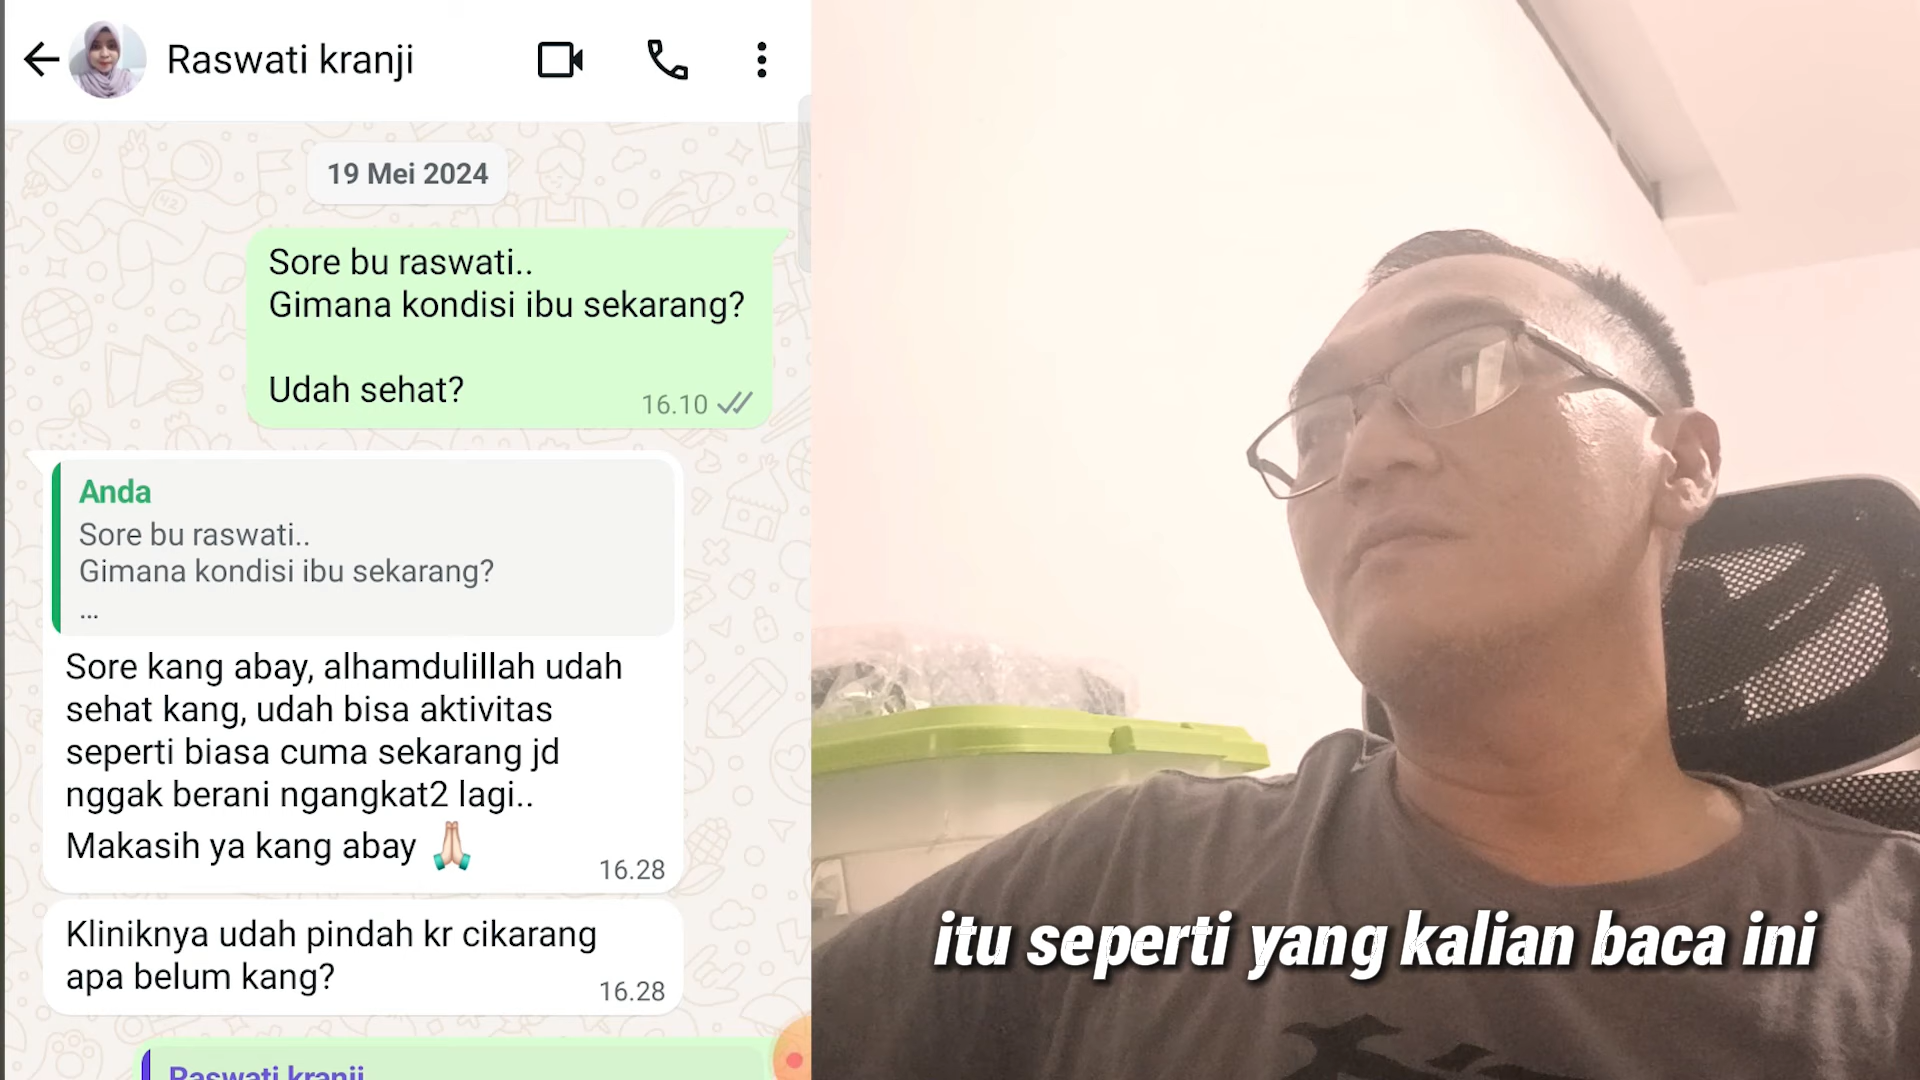 Raswati kranji
19 Mei 2024
Sore bu raswati..
Gimana kondisi ibu sekarang?
Udah sehat?
16.10
Anda
Sore bu raswati..
Gimana kondisi ibu sekarang?
...
Sore kang abay, alhamdulillah udah
sehat kang, udah bisa aktivitas
seperti biasa cuma sekarang jd
nggak berani ngangkat2 lagi..
Makasih ya kang abay 🙏🏻
16.28
Kliniknya udah pindah kr cikarang
apa belum kang?
16.28
Raswati kranji
itu seperti yang kalian baca ini